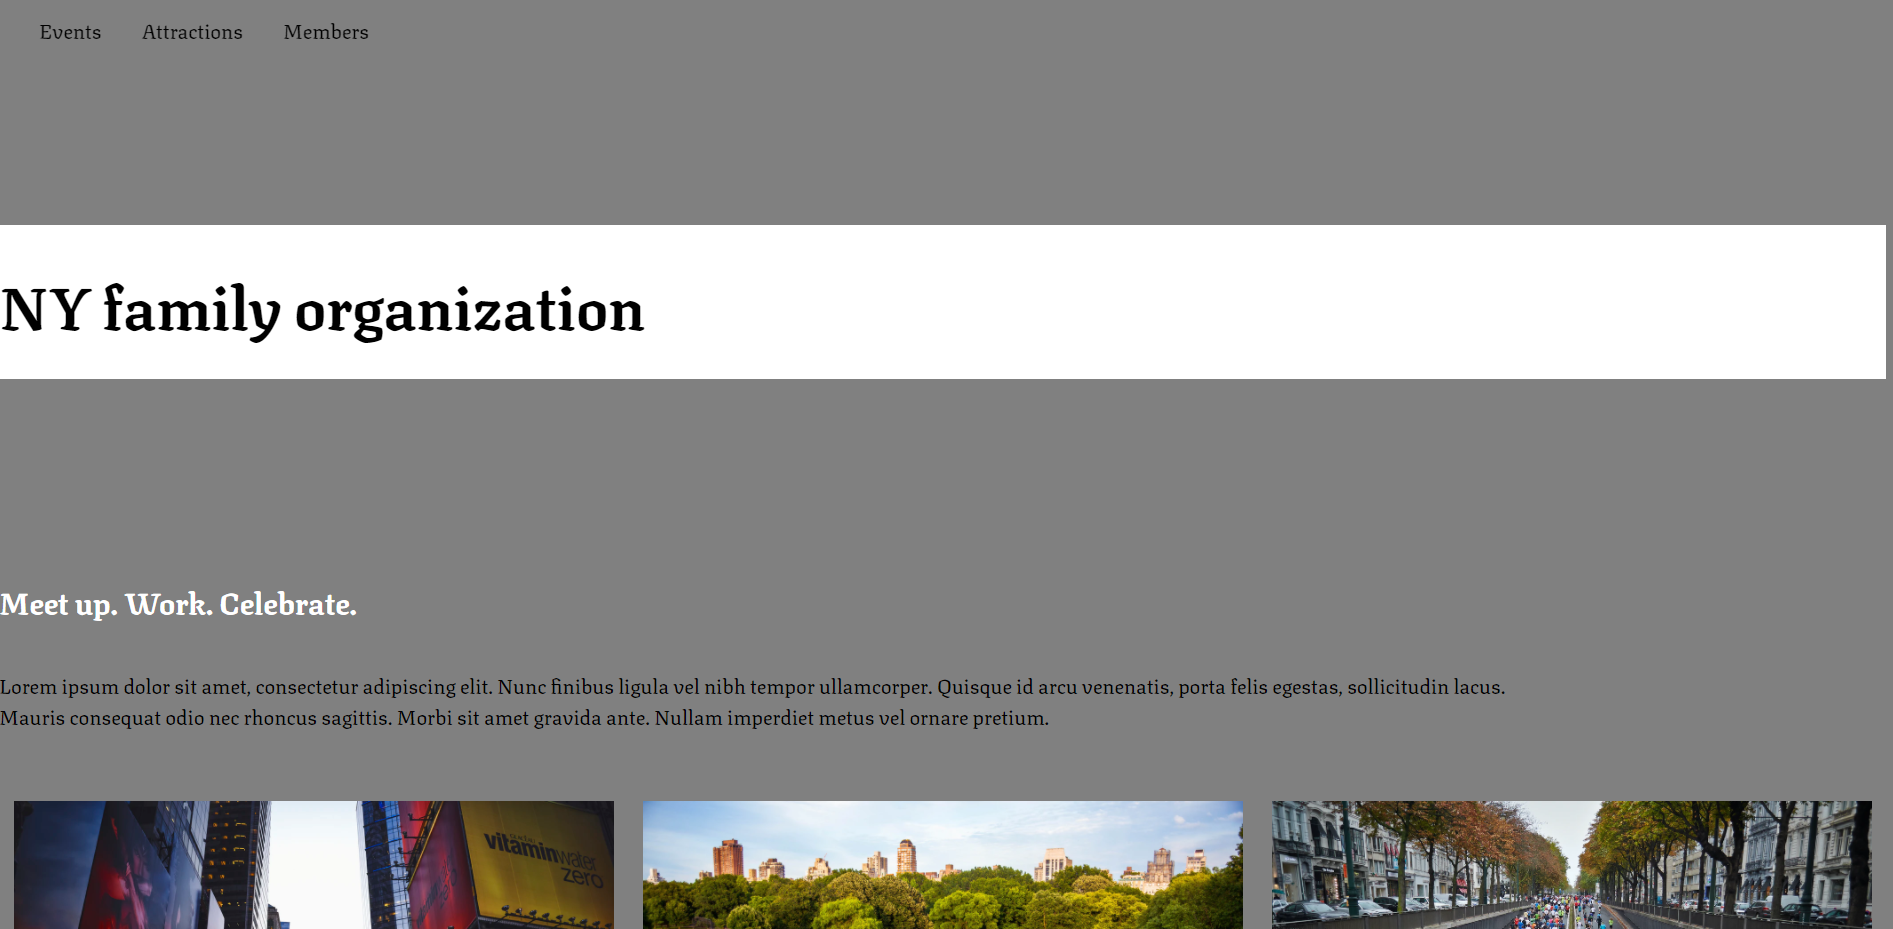 Events Attractions Members
NY family organization
Meet up. Work. Celebrate.
Lorem ipsum dolor sit amet, consectetur adipiscing elit. Nunc finibus ligula vel nibh tempor ullamcorper. Quisque id arcu venenatis, porta felis egestas, sollicitudin lacus.
Mauris consequat odio nec rhoncus sagittis. Morbi sit amet gravida ante. Nullam imperdiet metus vel ornare pretium.
vitaminwater
zero